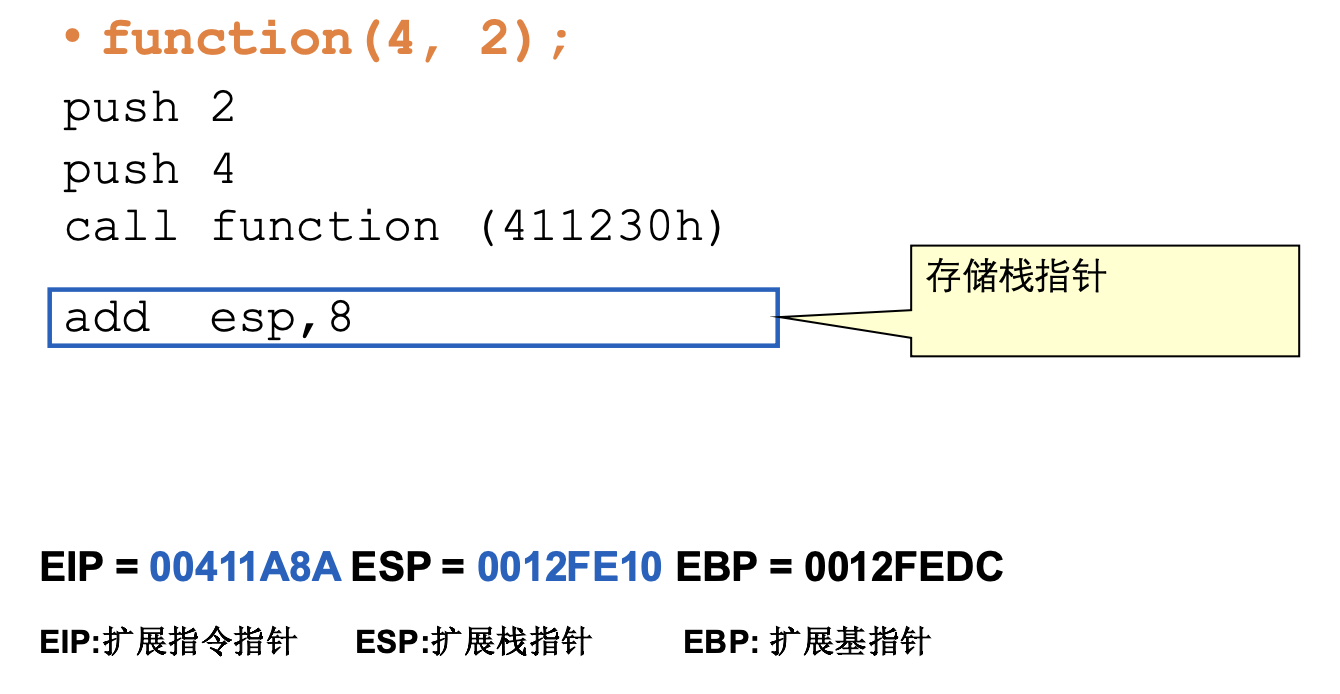 • function(4, 2);
push 2
push 4
call function (411230h)
存储栈指针
add esp,8
EIP = 00411A8A ESP = 0012FE10 EBP = 0012FEDC
EIP:扩展指令指针 ESP:扩展栈指针 EBP: 扩展基指针